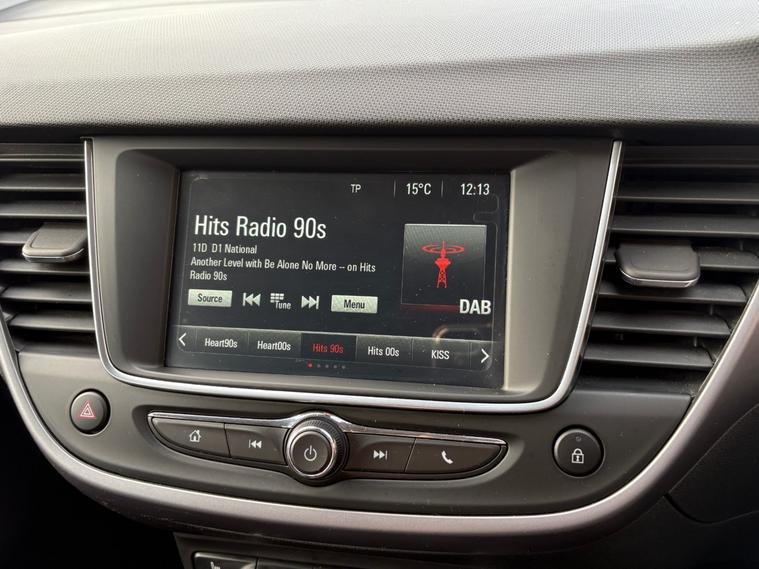 TP 15°C 12:13
Hits Radio 90s
11D D1 National
Another Level with Be Alone No More -- on Hits
Radio 90s
Source Tune Menu
DAB
Heart90s Heart00s Hits 90s Hits 00s KISS